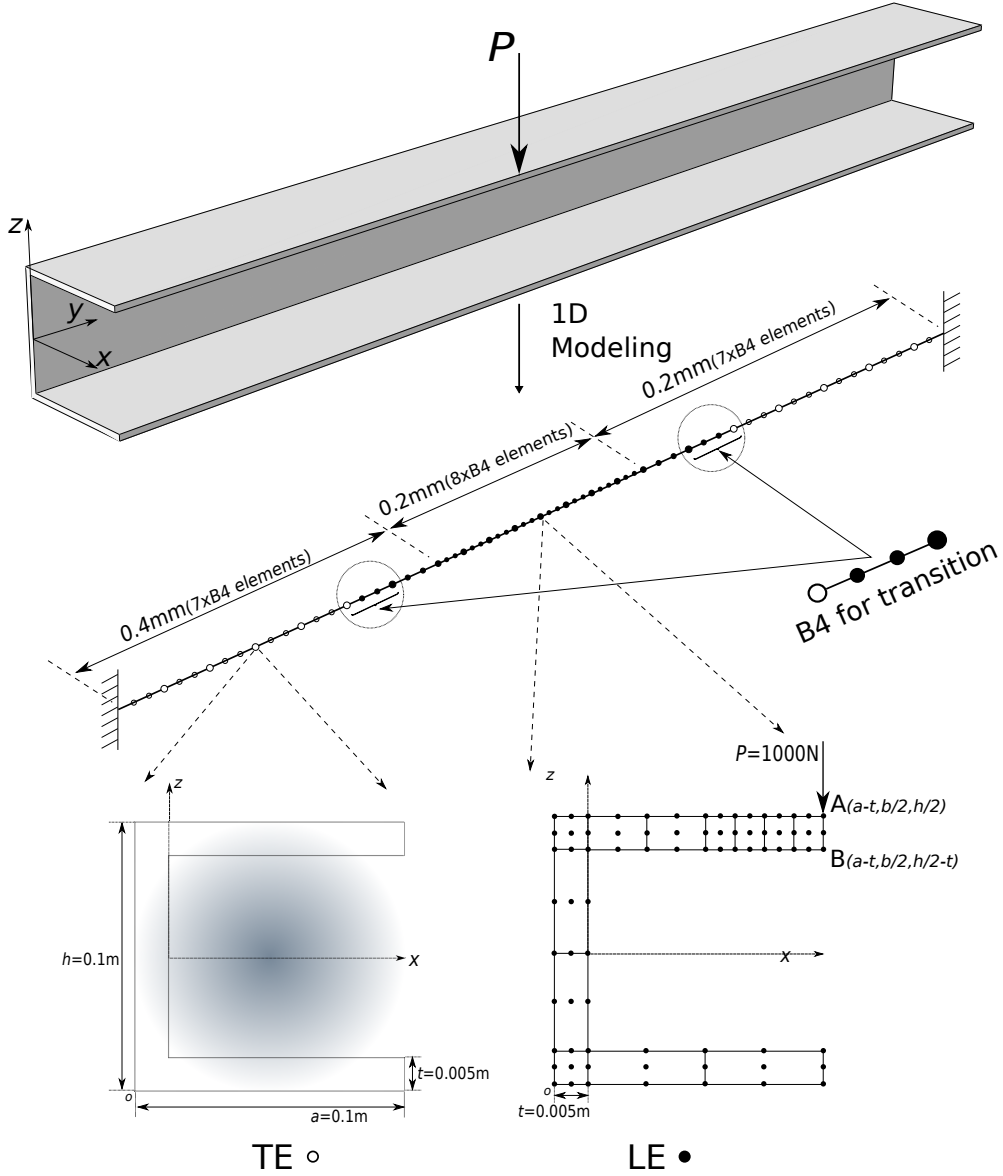 P
z
y
x
1D
Modeling
0.2mm(7xB4 elements)
0.2mm(8xB4 elements)
0.4mm(7xB4 elements)
B4 for transition
z
x
h=0.1m
t=0.005m
o
a=0.1m
TE
z
P=1000N
A(a-t,b/2,h/2)
B(a-t,b/2,h/2-t)
x
o
t=0.005m
LE